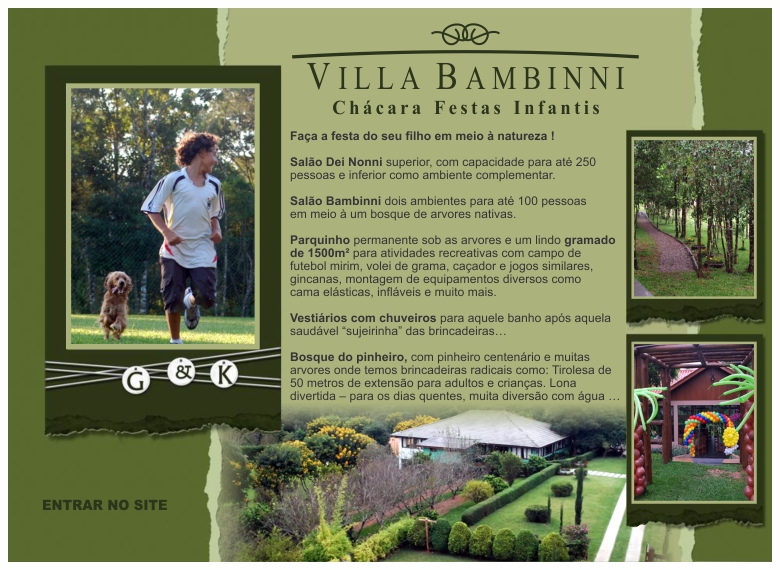 VILLA BAMBINNI
Chácara Festas Infantis
Faça a festa do seu filho em meio à natureza !
Salão Dei Nonni superior, com capacidade para até 250
pessoas e inferior como ambiente complementar.
Salão Bambinni dois ambientes para até 100 pessoas
em meio à um bosque de arvores nativas.
Parquinho permanente sob as arvores e um lindo gramado
de 1500m² para atividades recreativas com campo de
futebol mirim, volei de grama, caçador e jogos similares,
gincanas, montagem de equipamentos diversos como
cama elásticas, infláveis e muito mais.
Vestiários com chuveiros para aquele banho após aquela
saudável “sujeirinha” das brincadeiras…
Bosque do pinheiro, com pinheiro centenário e muitas
arvores onde temos brincadeiras radicais como: Tirolesa de
50 metros de extensão para adultos e crianças. Lona
divertida – para os dias quentes, muita diversão com água …
G & K
ENTRAR NO SITE